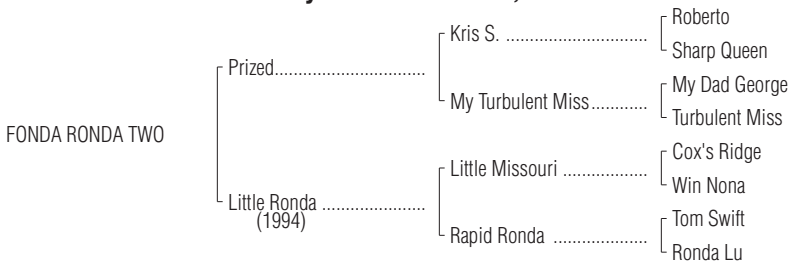 Roberto
Kris S. ................................
Sharp Queen
Prized..................................
My Dad George
My Turbulent Miss.............
Turbulent Miss
FONDA RONDA TWO
Cox's Ridge
Little Missouri ...................
Win Nona
Little Ronda .......................
(1994)
Tom Swift
Rapid Ronda .....................
Ronda Lu